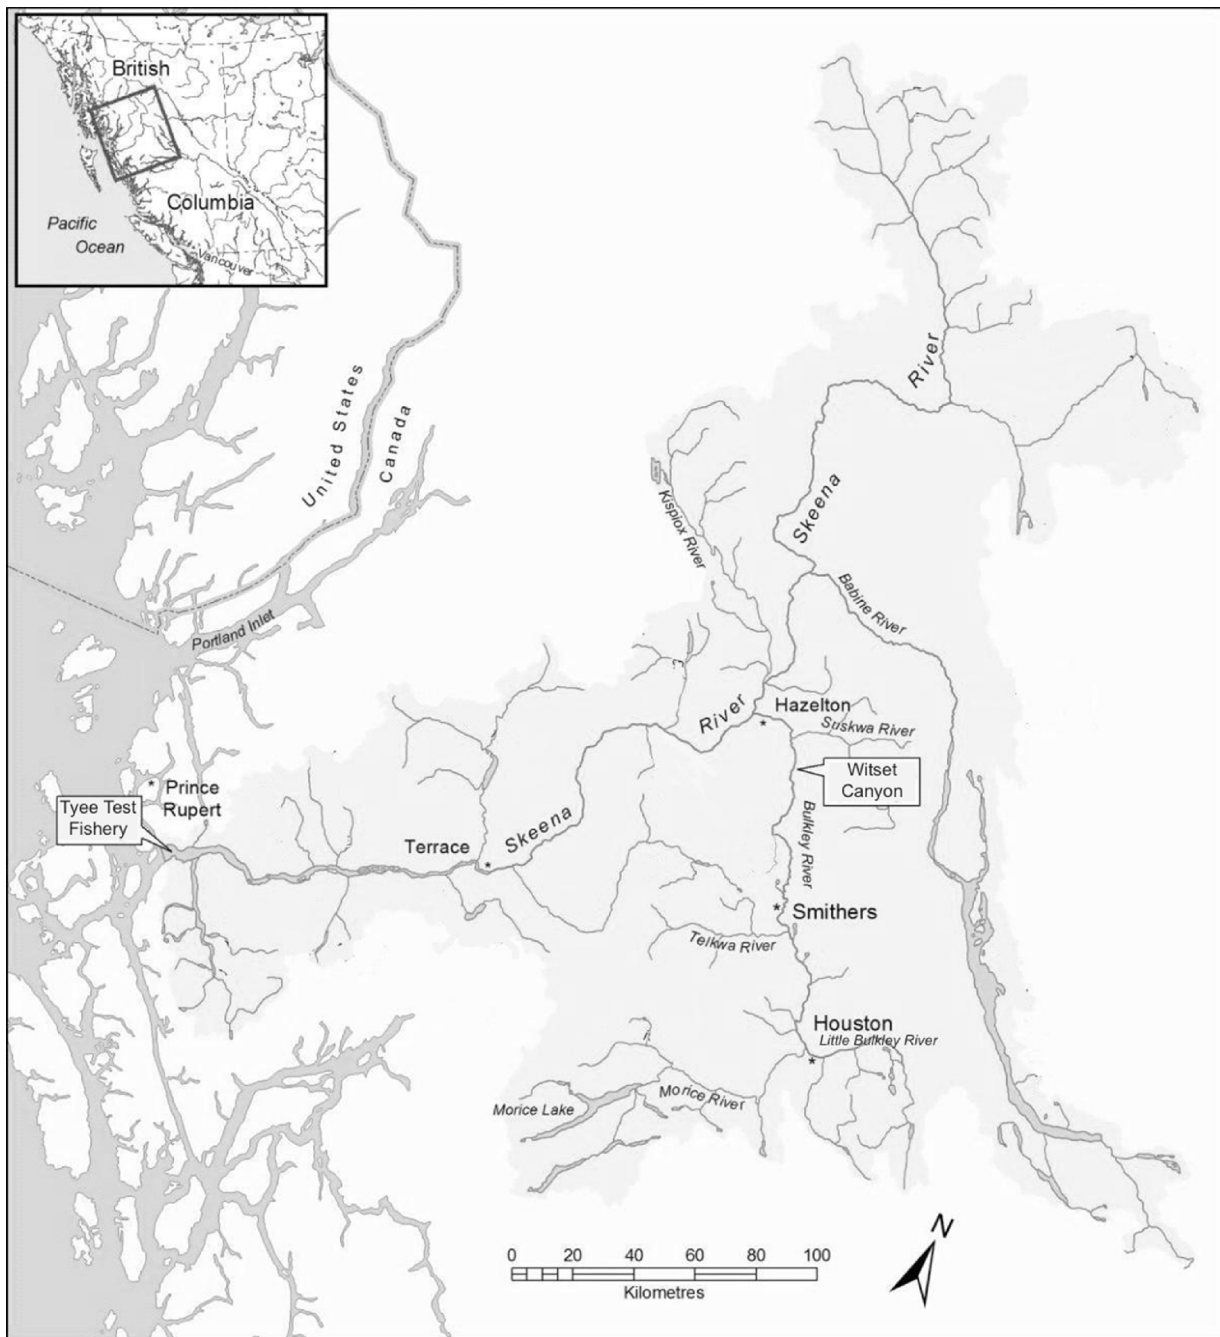 British
Columbia
Pacific
Ocean
Vancouver
United States
Canada
River
Skeena
Kispiox River
Babine River
Portland Inlet
River
Hazelton
Suskwa River
Witset
Canyon
Prince
Rupert
Tyee Test
Fishery
Skeena
Terrace
Bulkley River
Smithers
Telkwa River
Houston
Little Bulkley River
Morice River
Morice Lake
N
0 20 40 60 80 100
Kilometres